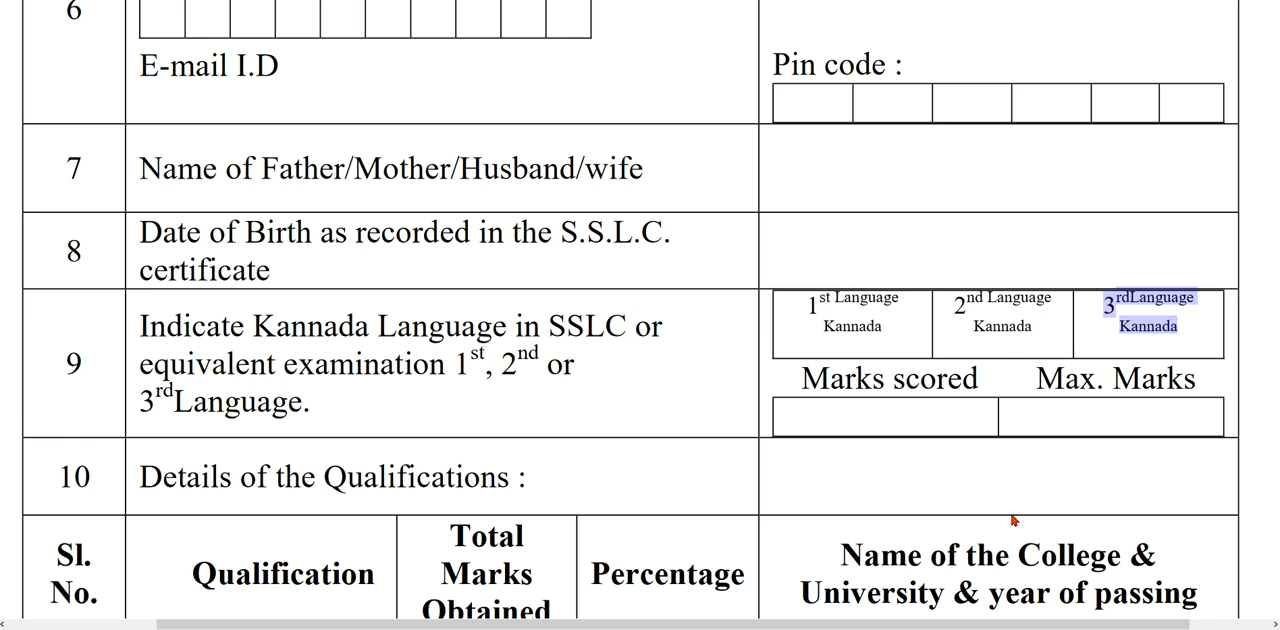 6
E-mail I.D
Pin code :
7
Name of Father/Mother/Husband/wife
8
Date of Birth as recorded in the S.S.L.C.
certificate
9
Indicate Kannada Language in SSLC or
equivalent examination 1st, 2nd or
3rdLanguage.
1st Language
Kannada
2nd Language
Kannada
3rdLanguage
Kannada
Marks scored
Max. Marks
10
Details of the Qualifications :
Sl.
No.
Qualification
Total
Marks
Obtained
Percentage
Name of the College &
University & year of passing